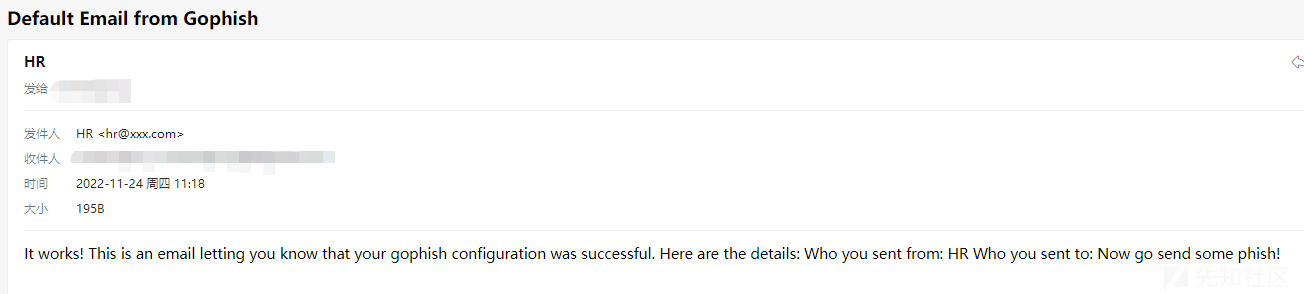 Default Email from Gophish
HR
发给
发件人 HR <hr@xxx.com>
收件人
时间 2022-11-24 周四 11:18
大小 195B
It works! This is an email letting you know that your gophish configuration was successful. Here are the details: Who you sent from: HR Who you sent to: Now go send some phish!
先知社区